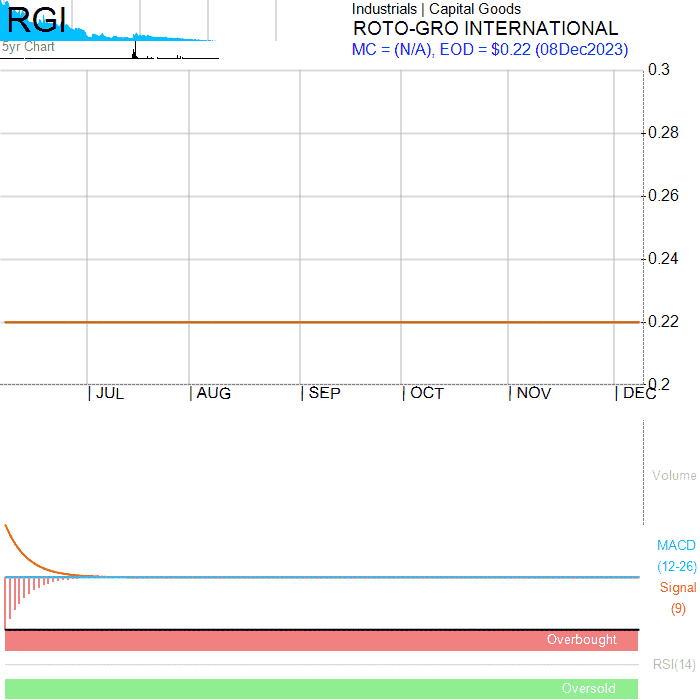 RGI
5yr Chart
Industrials | Capital Goods
ROTO-GRO INTERNATIONAL
MC = (N/A), EOD = $0.22 (08Dec2023)
0.3
0.28
0.26
0.24
0.22
0.2
| JUL | AUG | SEP | OCT | NOV | DEC
Volume
MACD
(12-26)
Signal
(9)
Overbought
RSI(14)
Oversold